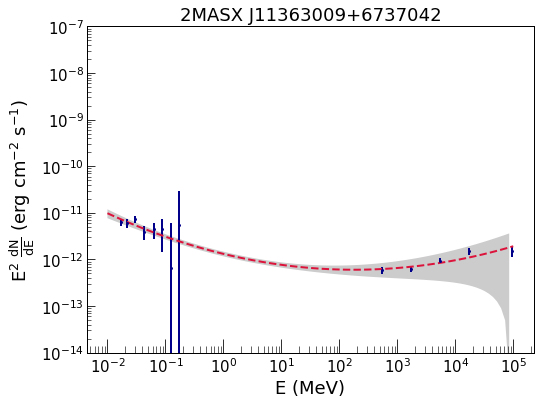 2MASX J11363009+6737042
10⁻⁷
10⁻⁸
10⁻⁹
10⁻¹⁰
10⁻¹¹
10⁻¹²
10⁻¹³
10⁻¹⁴
E² dN/dE (erg cm⁻² s⁻¹)
10⁻² 10⁻¹ 10⁰ 10¹ 10² 10³ 10⁴ 10⁵
E (MeV)